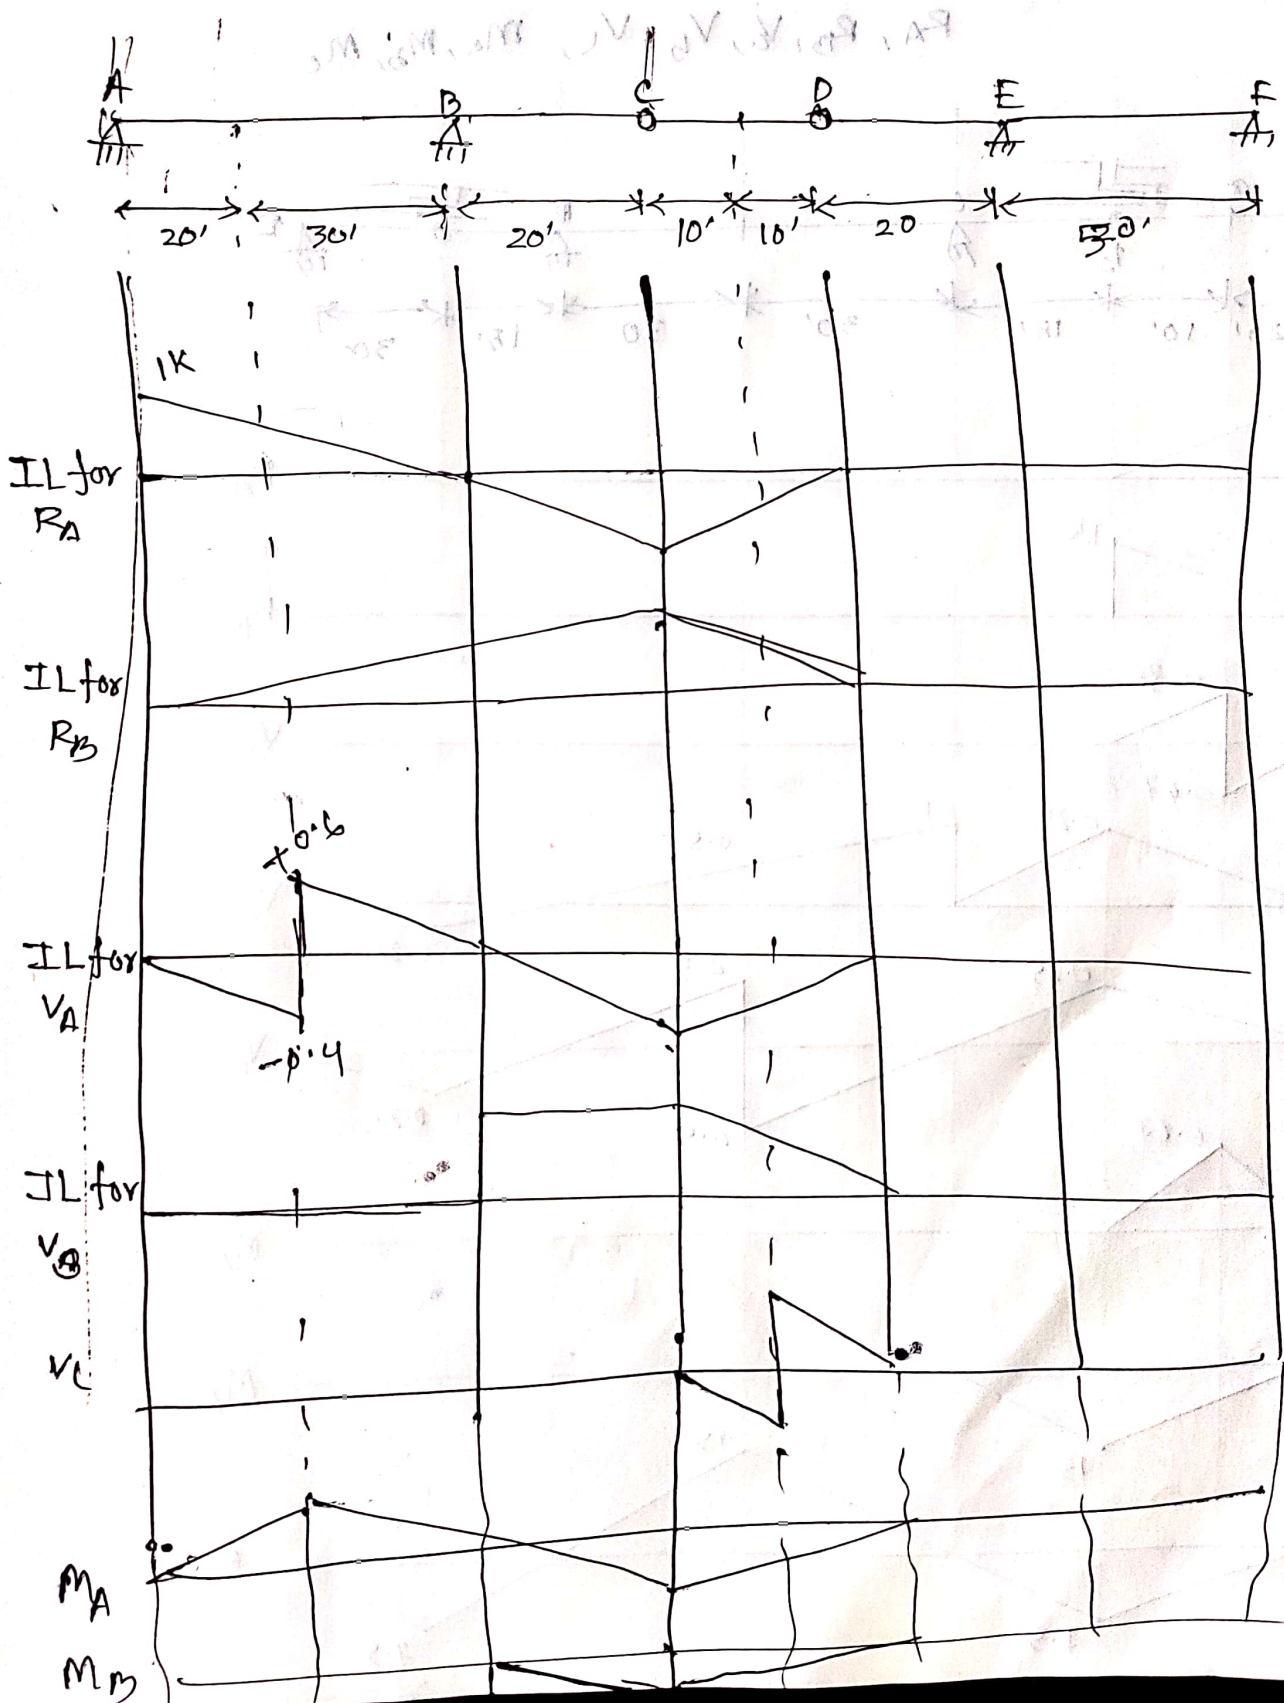 RA, RB, VA, VB, VC, MA, MB, MC
A B C D E F
20' 30' 20' 10' 10' 20 50'
1K
IL for
RA
IL for
RB
+0.6
IL for
VA
-0.4
IL for
VB
VC
MA
MB